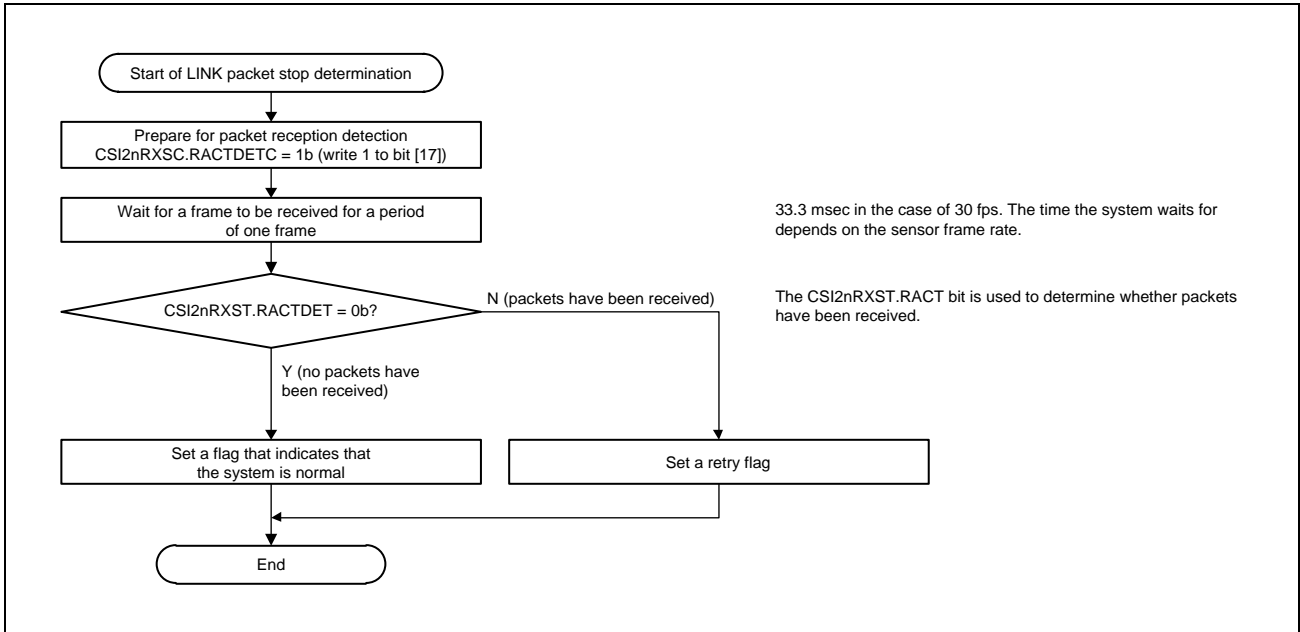 Start of LINK packet stop determination
Prepare for packet reception detection
CSI2nRXSC.RACTDETC = 1b (write 1 to bit [17])
Wait for a frame to be received for a period
of one frame
33.3 msec in the case of 30 fps. The time the system waits for
depends on the sensor frame rate.
CSI2nRXST.RACTDET = 0b?
N (packets have been received)
The CSI2nRXST.RACT bit is used to determine whether packets
have been received.
Y (no packets have
been received)
Set a flag that indicates that
the system is normal
Set a retry flag
End